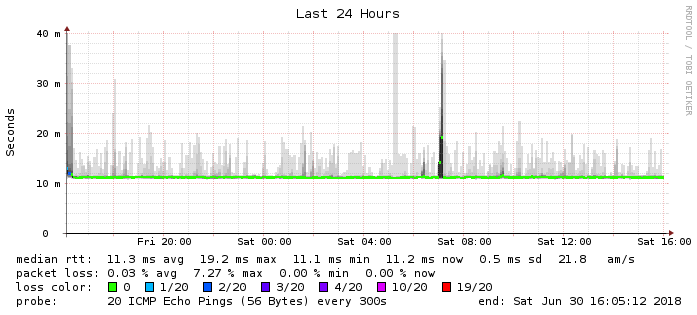 Last 24 Hours
RRDTOOL / TOBI OETIKER
Seconds
40 m
30 m
20 m
10 m
0
Fri 20:00 Sat 00:00 Sat 04:00 Sat 08:00 Sat 12:00 Sat 16:00
median rtt: 11.3 ms avg 19.2 ms max 11.1 ms min 11.2 ms now 0.5 ms sd 21.8 am/s
packet loss: 0.03 % avg 7.27 % max 0.00 % min 0.00 % now
loss color: 0 1/20 2/20 3/20 4/20 10/20 19/20
probe: 20 ICMP Echo Pings (56 Bytes) every 300s end: Sat Jun 30 16:05:12 2018